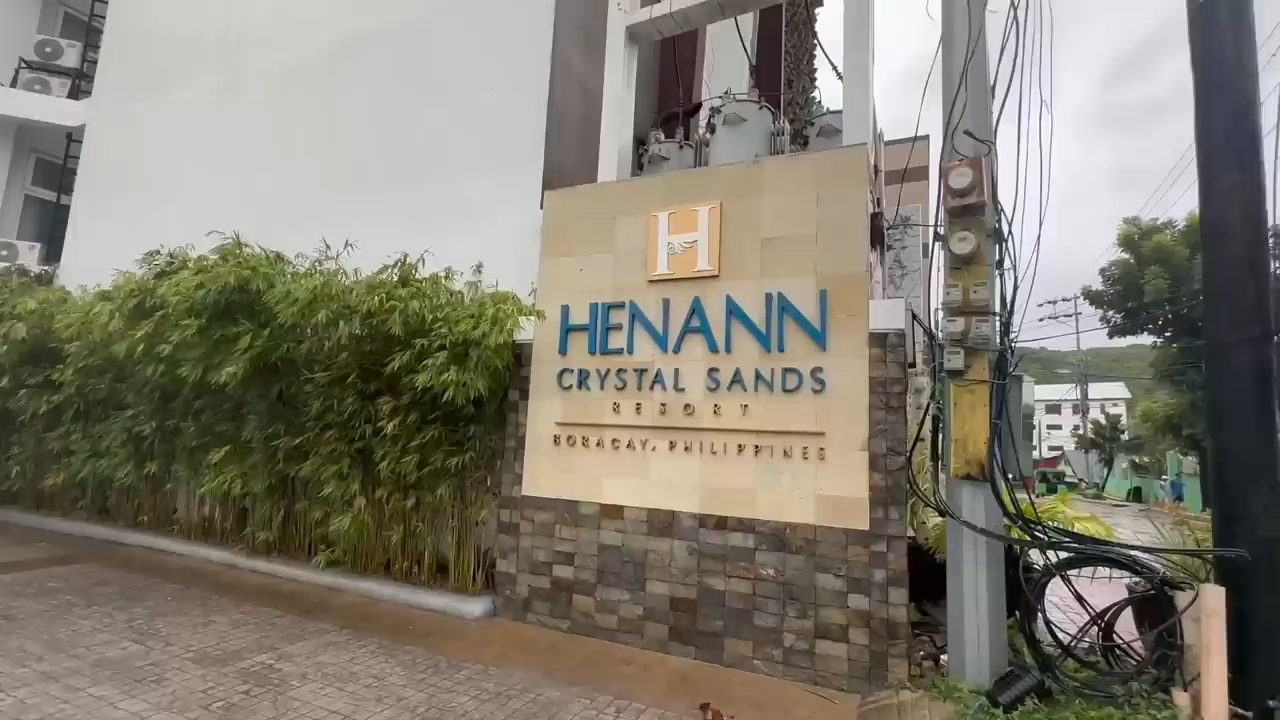 H
HENANN
CRYSTAL SANDS
RESORT
BORACAY, PHILIPPINES